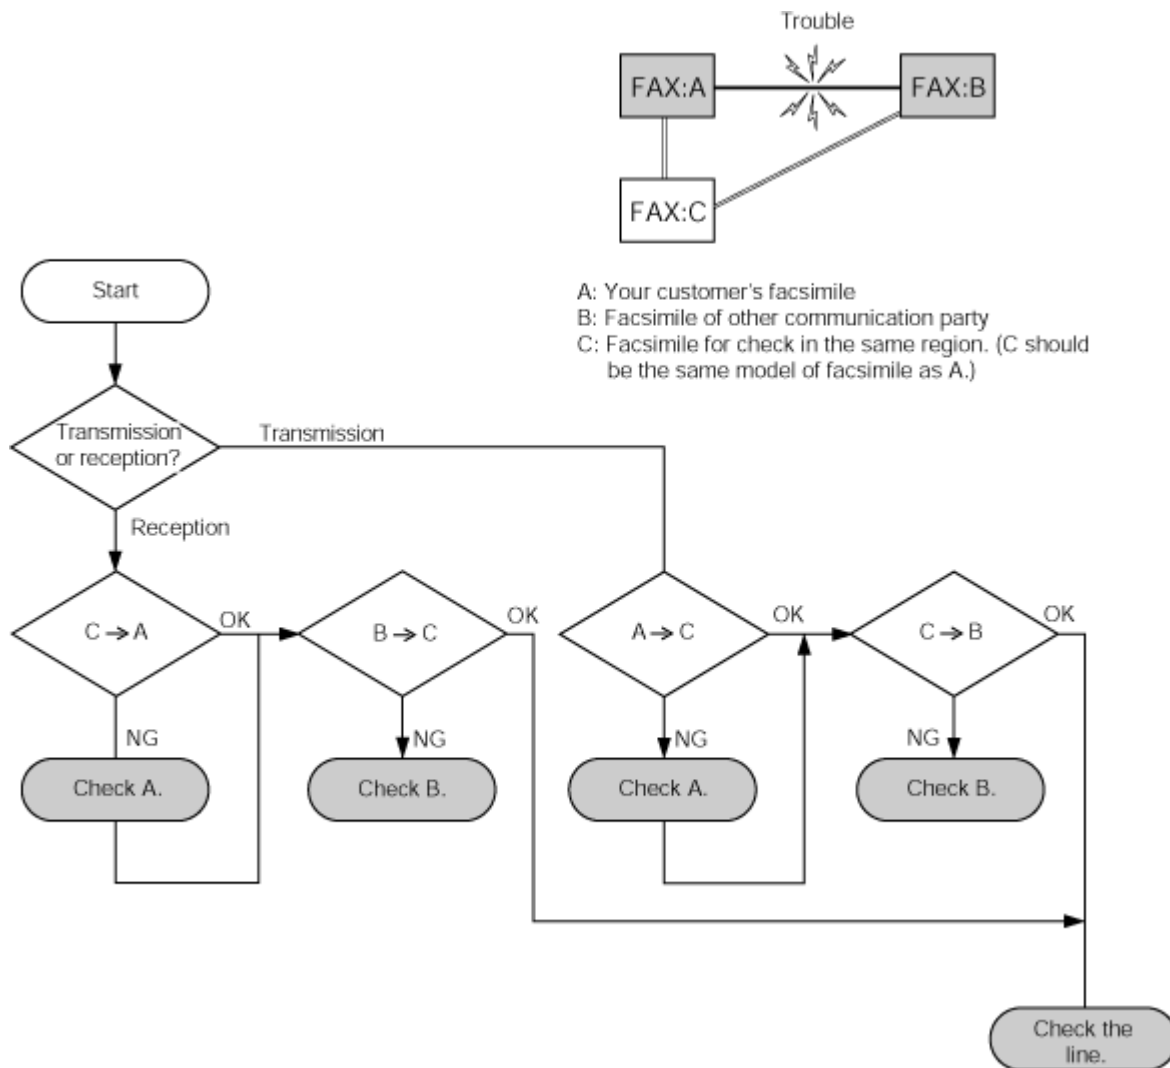 Trouble
FAX:A
FAX:B
FAX:C
A: Your customer's facsimile
B: Facsimile of other communication party
C: Facsimile for check in the same region. (C should
be the same model of facsimile as A.)
Start
Transmission
or reception?
Transmission
Reception
C → A
OK
B → C
OK
A → C
OK
C → B
OK
NG
NG
NG
NG
Check A.
Check B.
Check A.
Check B.
Check the
line.